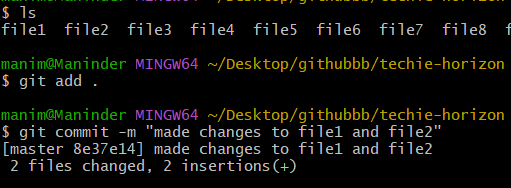 $ ls
file1 file2 file3 file4 file5 file6 file7 file8
manim@Maninder MINGW64 ~/Desktop/githubbb/techie-horizon
$ git add .
manim@Maninder MINGW64 ~/Desktop/githubbb/techie-horizon
$ git commit -m "made changes to file1 and file2"
[master 8e37e14] made changes to file1 and file2
2 files changed, 2 insertions(+)